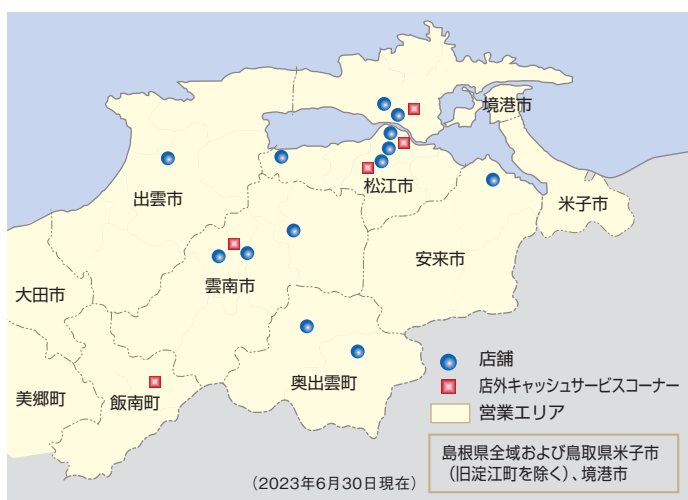 境港市
松江市
出雲市
米子市
安来市
雲南市
大田市
奥出雲町
美郷町
飯南町
店舗
店外キャッシュサービスコーナー
営業エリア
島根県全域および鳥取県米子市
(旧淀江町を除く)、境港市
(2023年6月30日現在)